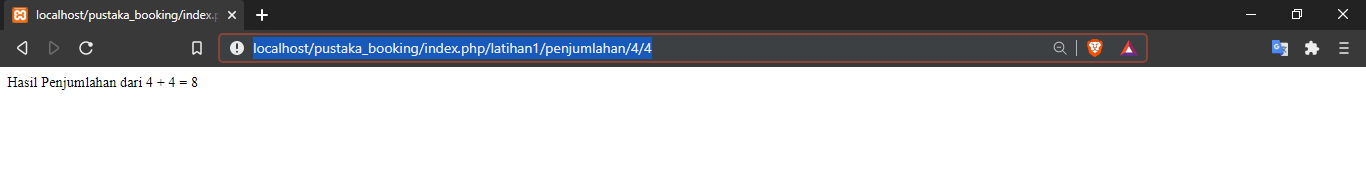 localhost/pustaka_booking/index.p
localhost/pustaka_booking/index.php/latihan1/penjumlahan/4/4
Hasil Penjumlahan dari 4 + 4 = 8